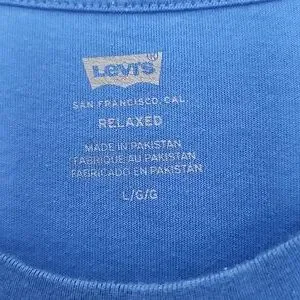 Levi's
SAN FRANCISCO, CAL.
RELAXED
MADE IN PAKISTAN
FABRIQUÉ AU PAKISTAN
FABRICADO EN PAKISTAN
L/G/G